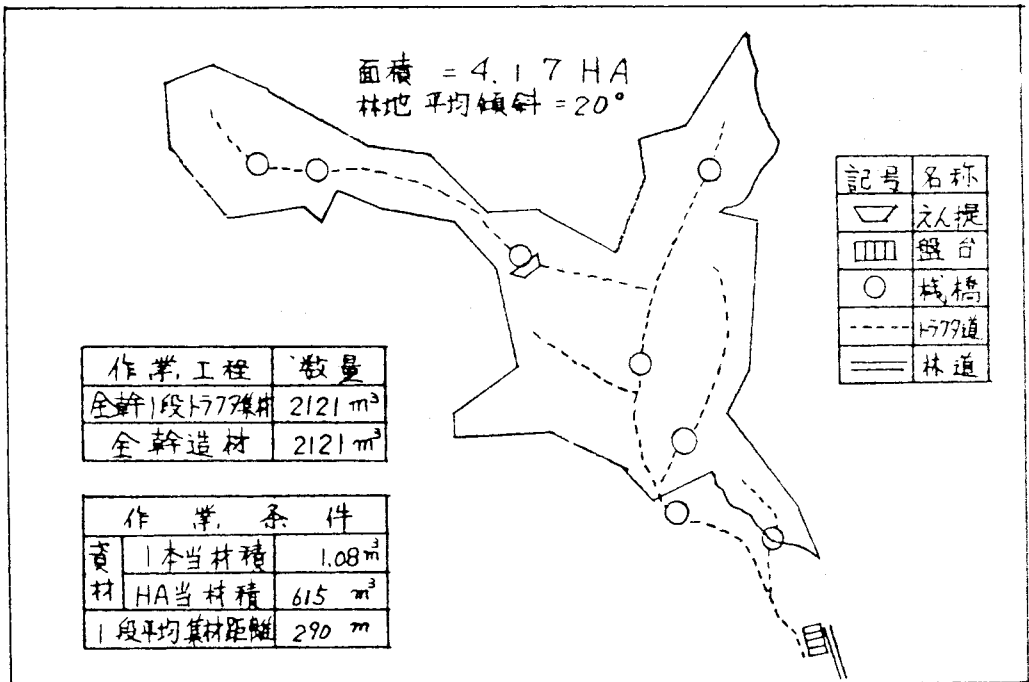 面積 = 4.17 HA
林地平均傾斜 = 20°
記号 名称
えん提
盤台
桟橋
トラクタ道
林道
作業工程 数量
全幹1段トラクタ集材 2121 m³
全幹造材 2121 m³
作業条件
資材
1本当材積 1.08 m³
HA当材積 615 m³
1段平均集材距離 290 m